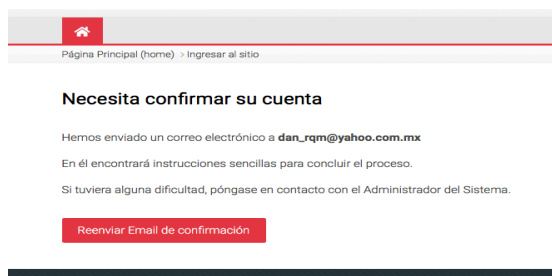 Página Principal (home) > Ingresar al sitio
Necesita confirmar su cuenta
Hemos enviado un correo electrónico a dan_rqm@yahoo.com.mx
En él encontrará instrucciones sencillas para concluir el proceso.
Si tuviera alguna dificultad, póngase en contacto con el Administrador del Sistema.
Reenviar Email de confirmación